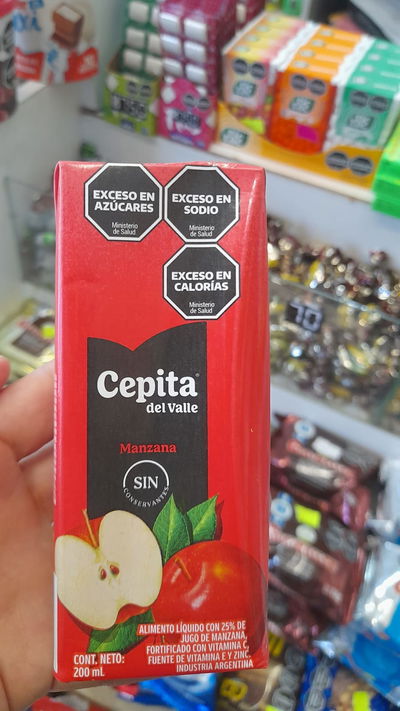 EXCESO EN
AZÚCARES
Ministerio
de Salud
EXCESO EN
SODIO
Ministerio
de Salud
EXCESO EN
CALORÍAS
Ministerio
de Salud
Cepita
del Valle
Manzana
SIN
CONSERVANTES
ALIMENTO LÍQUIDO CON 25% DE
JUGO DE MANZANA,
FORTIFICADO CON VITAMINA C,
FUENTE DE VITAMINA E Y ZINC.
INDUSTRIA ARGENTINA
CONT. NETO:
200 mL